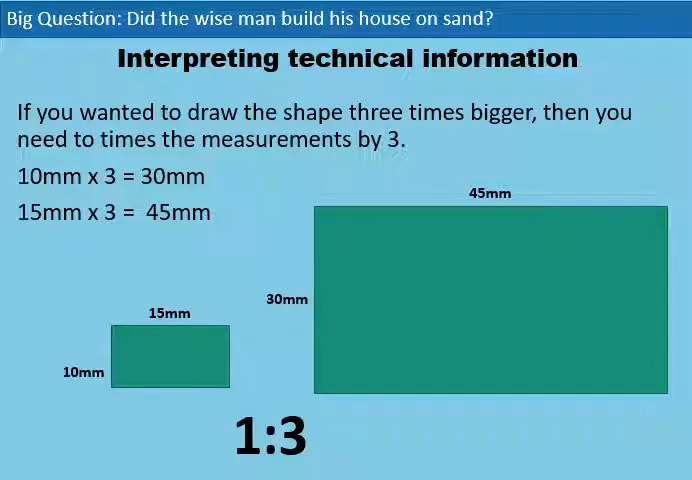 Big Question: Did the wise man build his house on sand?
Interpreting technical information
If you wanted to draw the shape three times bigger, then you
need to times the measurements by 3.
10mm x 3 = 30mm
15mm x 3 =  45mm
45mm
30mm
15mm
10mm
1:3